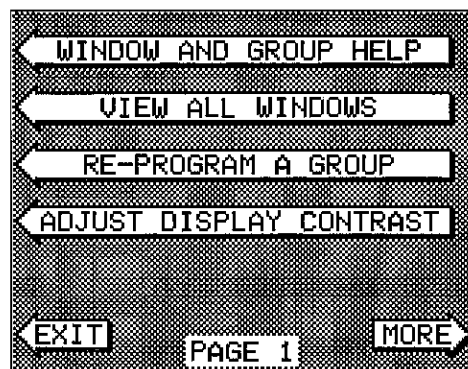 WINDOW AND GROUP HELP
VIEW ALL WINDOWS
RE-PROGRAM A GROUP
ADJUST DISPLAY CONTRAST
EXIT
PAGE 1
MORE